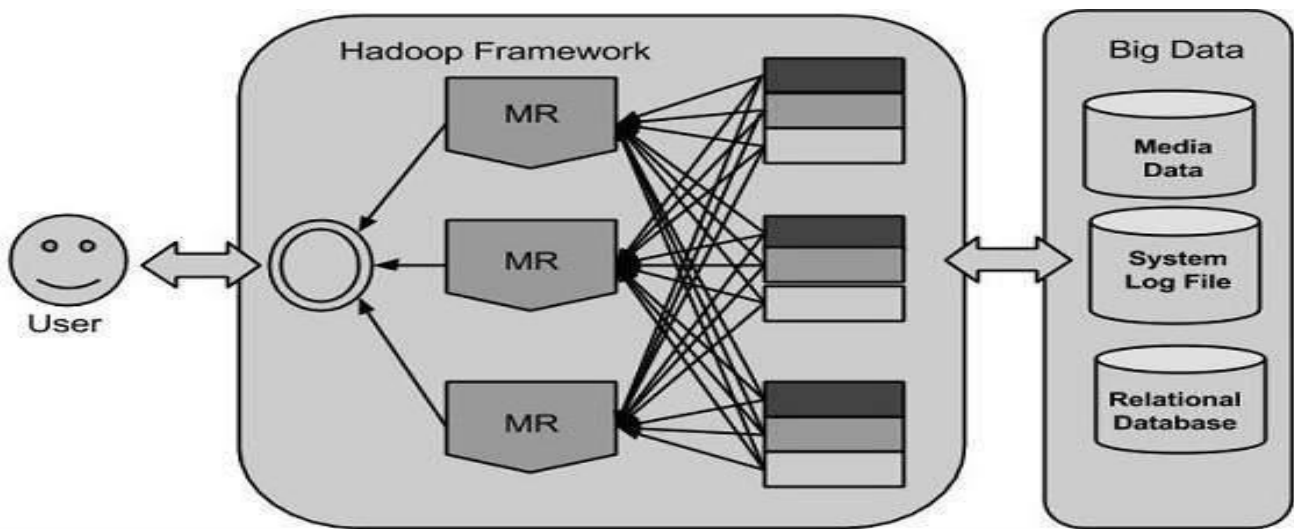 Hadoop Framework
Big Data
MR
MR
MR
Media
Data
System
Log File
Relational
Database
User